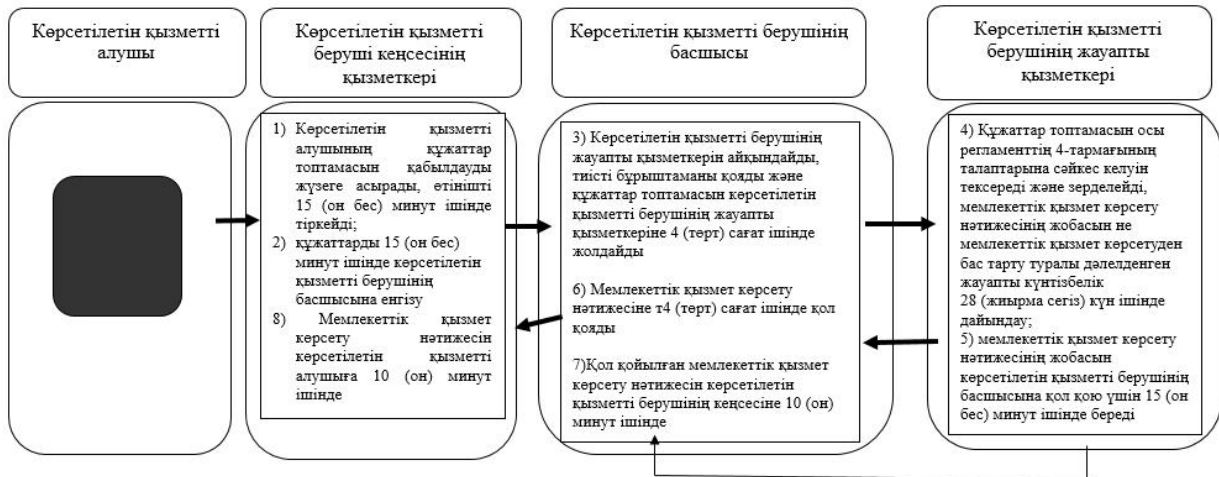 Көрсетілетін қызметті
алушы
Көрсетілетін қызметті
беруші кеңсесінің
қызметкері
Көрсетілетін қызметті берушінің
басшысы
Көрсетілетін қызметті
берушінің жауапты
қызметкері
1) Көрсетілетін қызметті
алушының құжаттар
топтамасын қабылдауды
жүзеге асырады, өтінішті
15 (он бес) минут ішінде
тіркейді;
2) құжаттарды 15 (он бес)
минут ішінде көрсетілетін
қызметті берушінің
басшысына енгізу
8) Мемлекеттік қызмет
көрсету нәтижесін
көрсетілетін қызметті
алушыға 10 (он) минут
ішінде
3) Көрсетілетін қызметті берушінің
жауапты қызметкерін айқындайды,
тиісті бұрыштаманы қояды және
құжаттар топтамасын көрсетілетін
қызметті берушінің жауапты
қызметкеріне 4 (төрт) сағат ішінде
жолдайды
6) Мемлекеттік қызмет көрсету
нәтижесіне т4 (төрт) сағат ішінде қол
қояды
7)Қол қойылған мемлекеттік қызмет
көрсету нәтижесін көрсетілетін
қызметті берушінің кеңсесіне 10 (он)
минут ішінде
4) Құжаттар топтамасын осы
регламенттің 4-тармағының
талаптарына сәйкес келуін
тексереді және зерделейді,
мемлекеттік қызмет көрсету
нәтижесінің жобасын не
мемлекеттік қызмет көрсетуден
бас тарту туралы дәлелденген
жауапты күнтізбелік
28 (жиырма сегіз) күн ішінде
дайындау;
5) мемлекеттік қызмет көрсету
нәтижесінің жобасын
көрсетілетін қызметті берушінің
басшысына қол қою үшін 15 (он
бес) минут ішінде береді